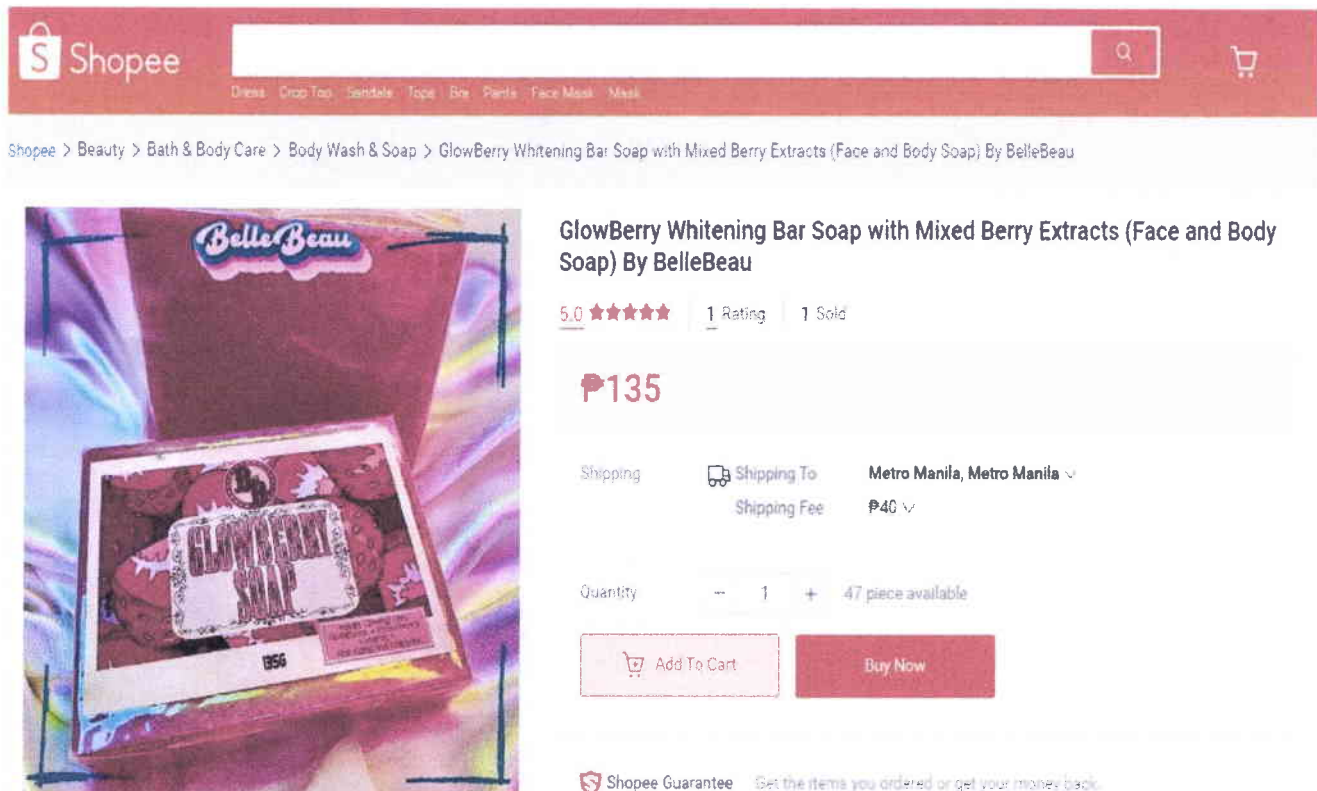 Shopee
Dress Crop Top Sandals Tops Bra Pants Face Mask Mask
Shopee > Beauty > Bath & Body Care > Body Wash & Soap > GlowBerry Whitening Bar Soap with Mixed Berry Extracts (Face and Body Soap) By BelleBeau
BelleBeau
GLOWBERRY
SOAP
135G
GlowBerry Whitening Bar Soap with Mixed Berry Extracts (Face and Body
Soap) By BelleBeau
5.0 ★★★★★ 1 Rating 1 Sold
₱135
Shipping Shipping To Metro Manila, Metro Manila
Shipping Fee ₱40
Quantity - 1 + 47 piece available
Add To Cart Buy Now
Shopee Guarantee Get the items you ordered or get your money back.